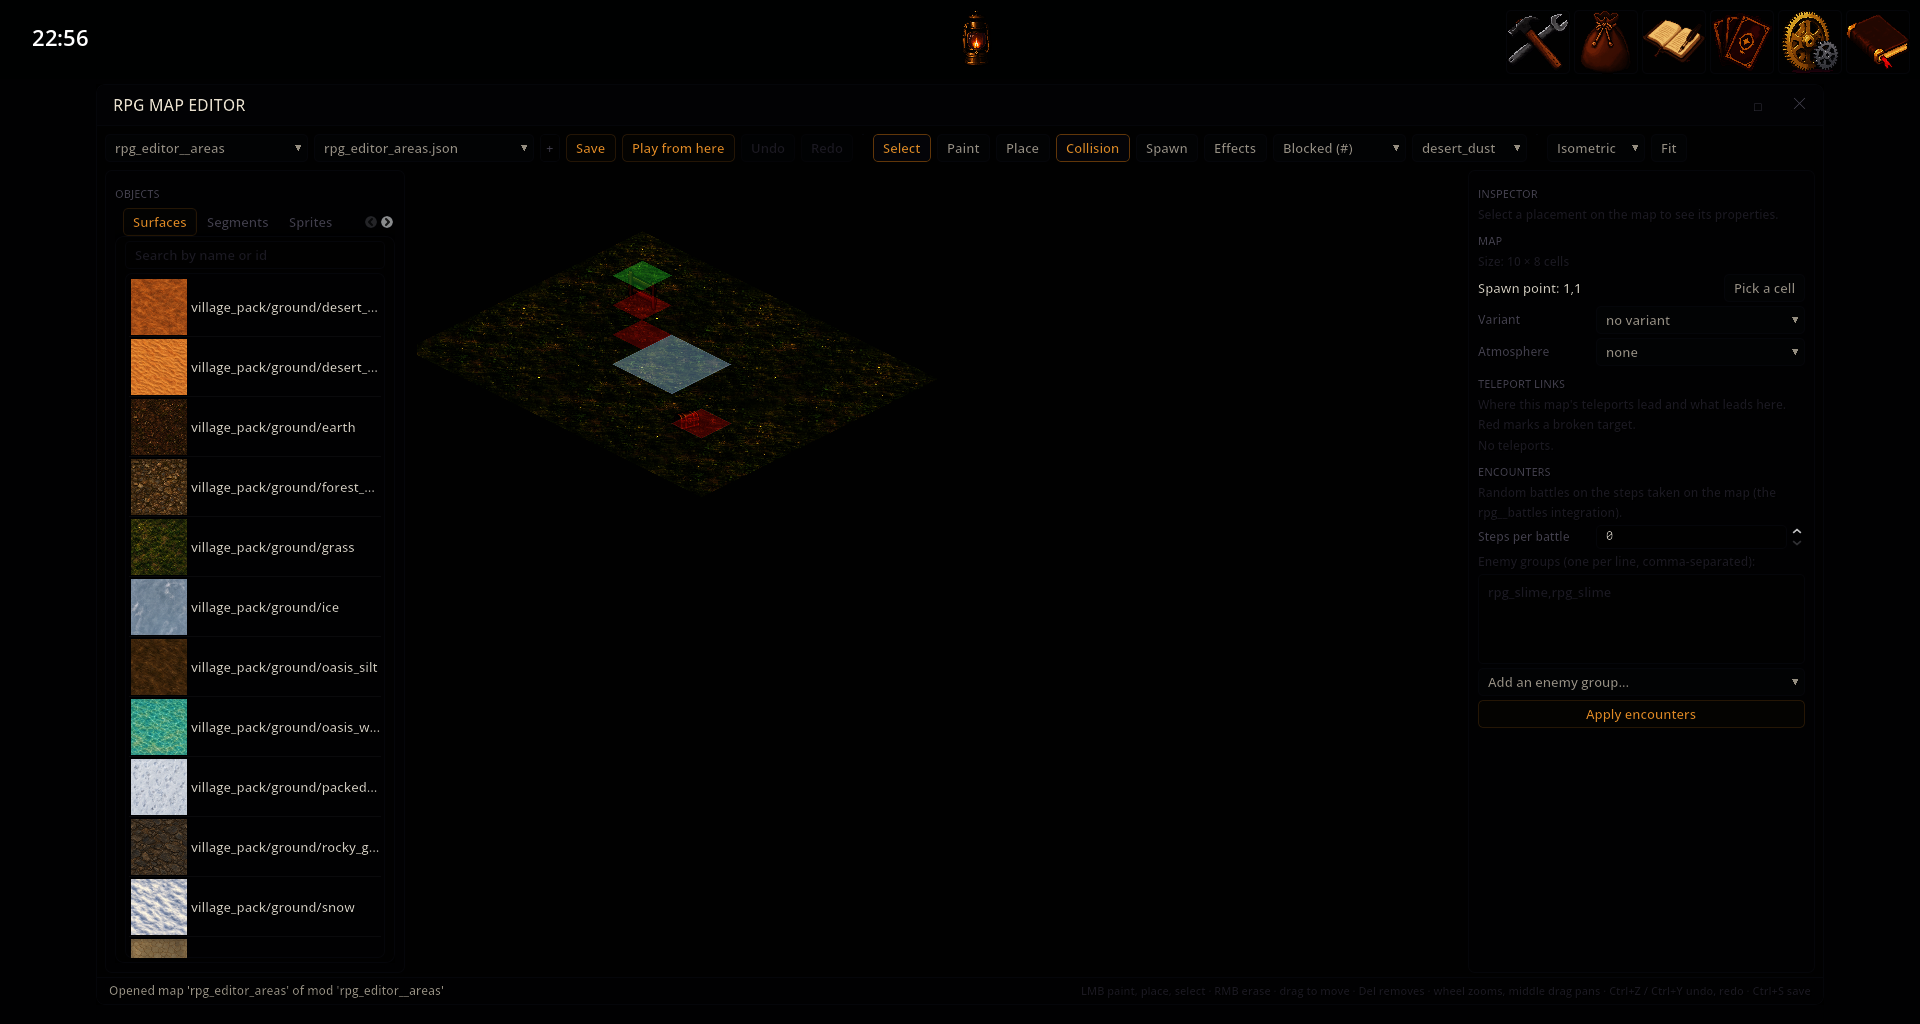 22:56
RPG MAP EDITOR
rpg_editor__areas
rpg_editor_areas.json
+
Save
Play from here
Undo
Redo
Select
Paint
Place
Collision
Spawn
Effects
Blocked (#)
desert_dust
Isometric
Fit
OBJECTS
Surfaces
Segments
Sprites
Search by name or id
village_pack/ground/desert_...
village_pack/ground/desert_...
village_pack/ground/earth
village_pack/ground/forest_...
village_pack/ground/grass
village_pack/ground/ice
village_pack/ground/oasis_silt
village_pack/ground/oasis_w...
village_pack/ground/packed...
village_pack/ground/rocky_g...
village_pack/ground/snow
INSPECTOR
Select a placement on the map to see its properties.
MAP
Size: 10 × 8 cells
Spawn point: 1,1
Pick a cell
Variant
no variant
Atmosphere
none
TELEPORT LINKS
Where this map's teleports lead and what leads here.
Red marks a broken target.
No teleports.
ENCOUNTERS
Random battles on the steps taken on the map (the
rpg__battles integration).
Steps per battle
0
Enemy groups (one per line, comma-separated):
rpg_slime,rpg_slime
Add an enemy group...
Apply encounters
Opened map 'rpg_editor_areas' of mod 'rpg_editor__areas'
LMB paint, place, select · RMB erase · drag to move · Del removes · wheel zooms, middle drag pans · Ctrl+Z / Ctrl+Y undo, redo · Ctrl+S save